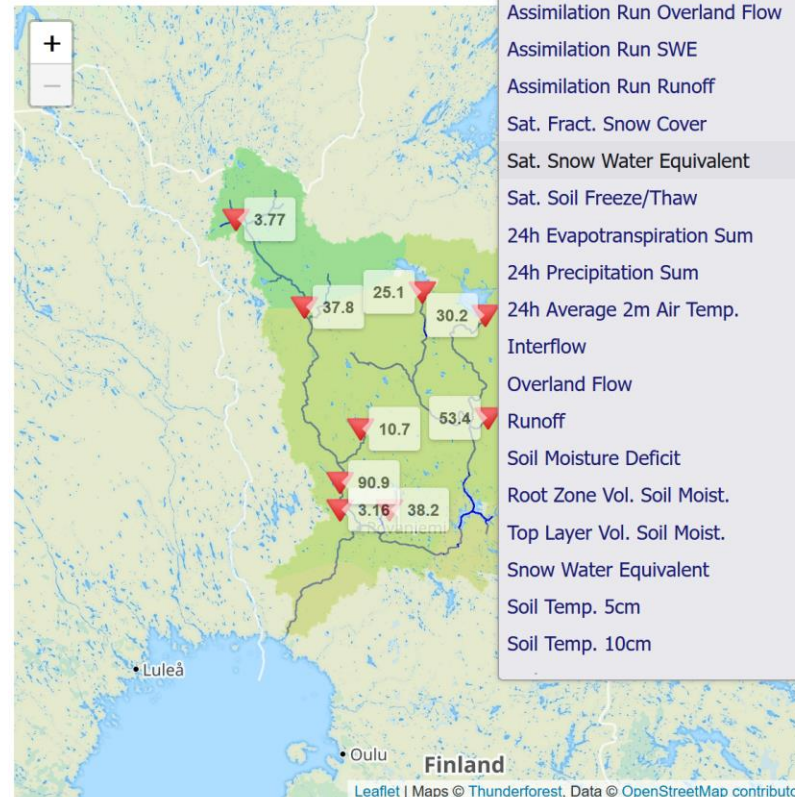 +
−
3.77
37.8
25.1
30.2
10.7
53.4
90.9
3.16
38.2
Rovaniemi
Luleå
Oulu
Finland
Leaflet | Maps © Thunderforest, Data © OpenStreetMap contributo
Assimilation Run Overland Flow
Assimilation Run SWE
Assimilation Run Runoff
Sat. Fract. Snow Cover
Sat. Snow Water Equivalent
Sat. Soil Freeze/Thaw
24h Evapotranspiration Sum
24h Precipitation Sum
24h Average 2m Air Temp.
Interflow
Overland Flow
Runoff
Soil Moisture Deficit
Root Zone Vol. Soil Moist.
Top Layer Vol. Soil Moist.
Snow Water Equivalent
Soil Temp. 5cm
Soil Temp. 10cm